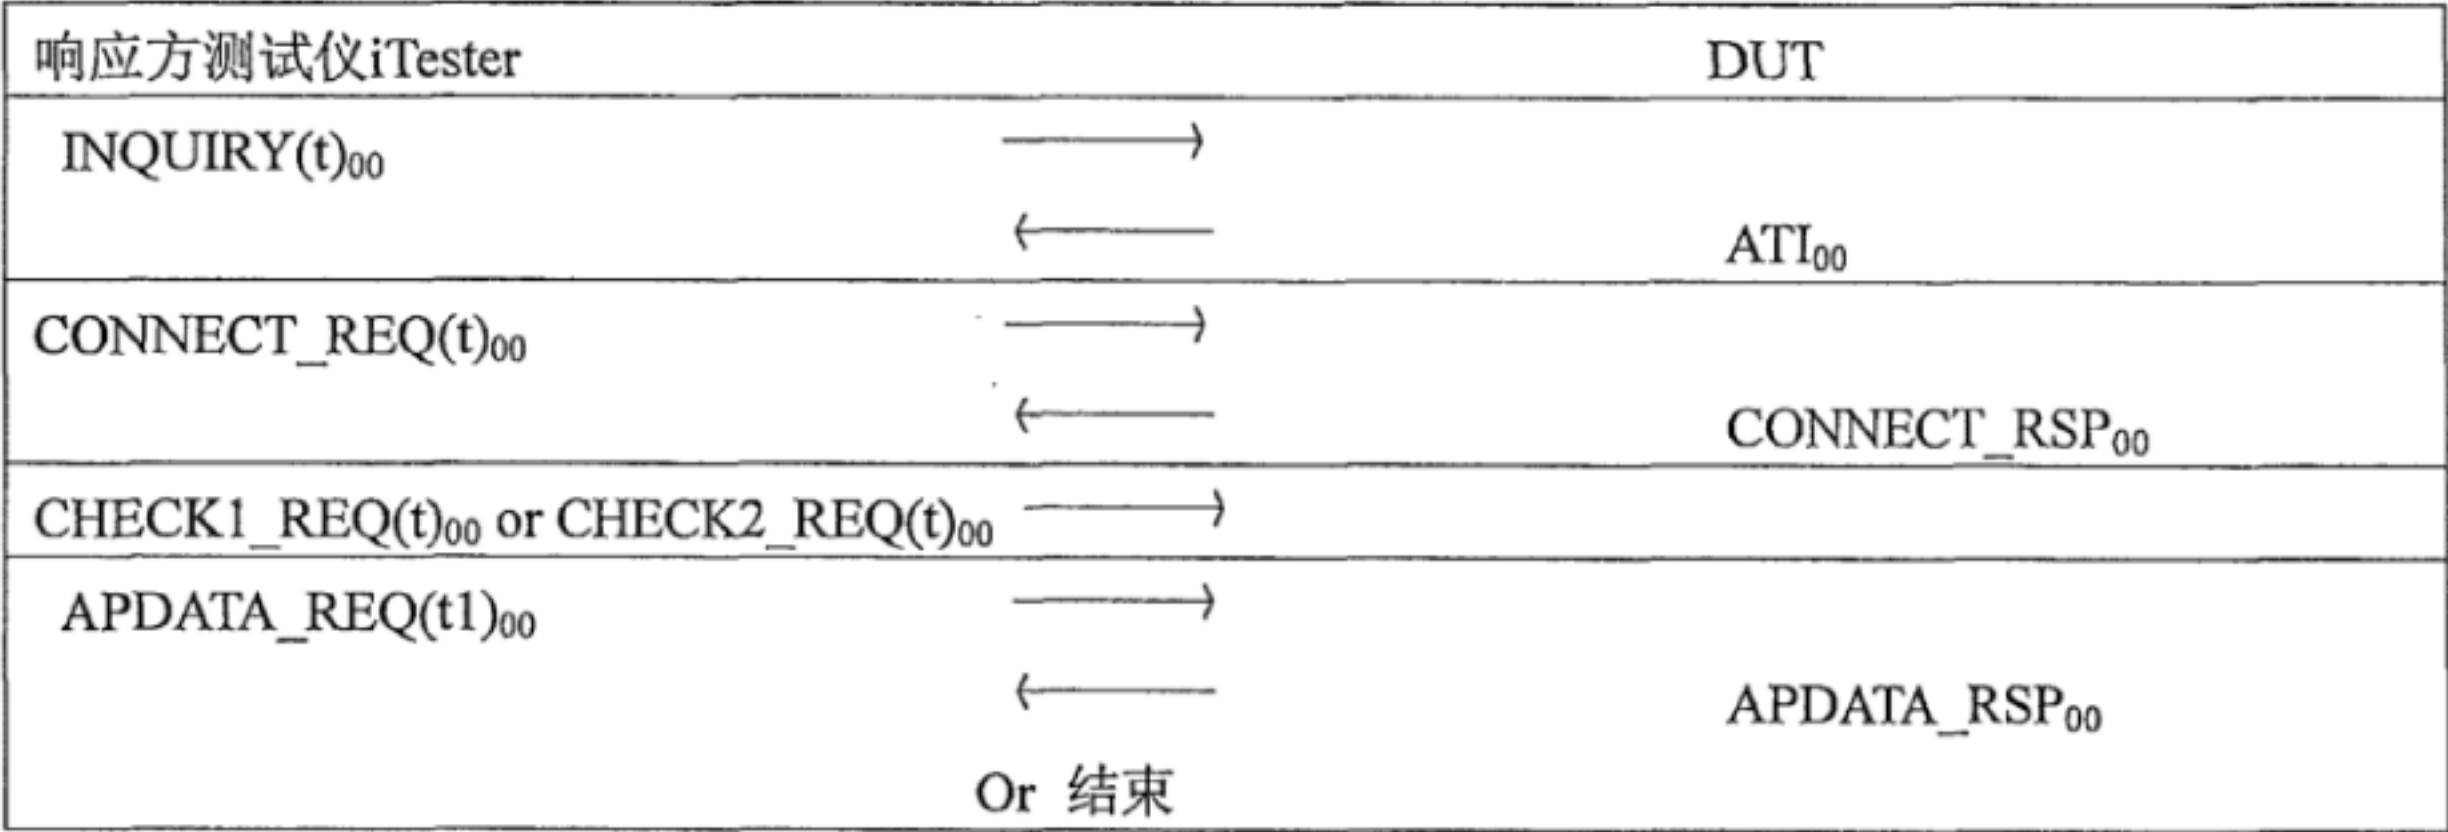 响应方测试仪iTester DUT
INQUIRY(t)00
ATI00
CONNECT_REQ(t)00
CONNECT_RSP00
CHECK1_REQ(t)00 or CHECK2_REQ(t)00
APDATA_REQ(t1)00
APDATA_RSP00
Or 结束